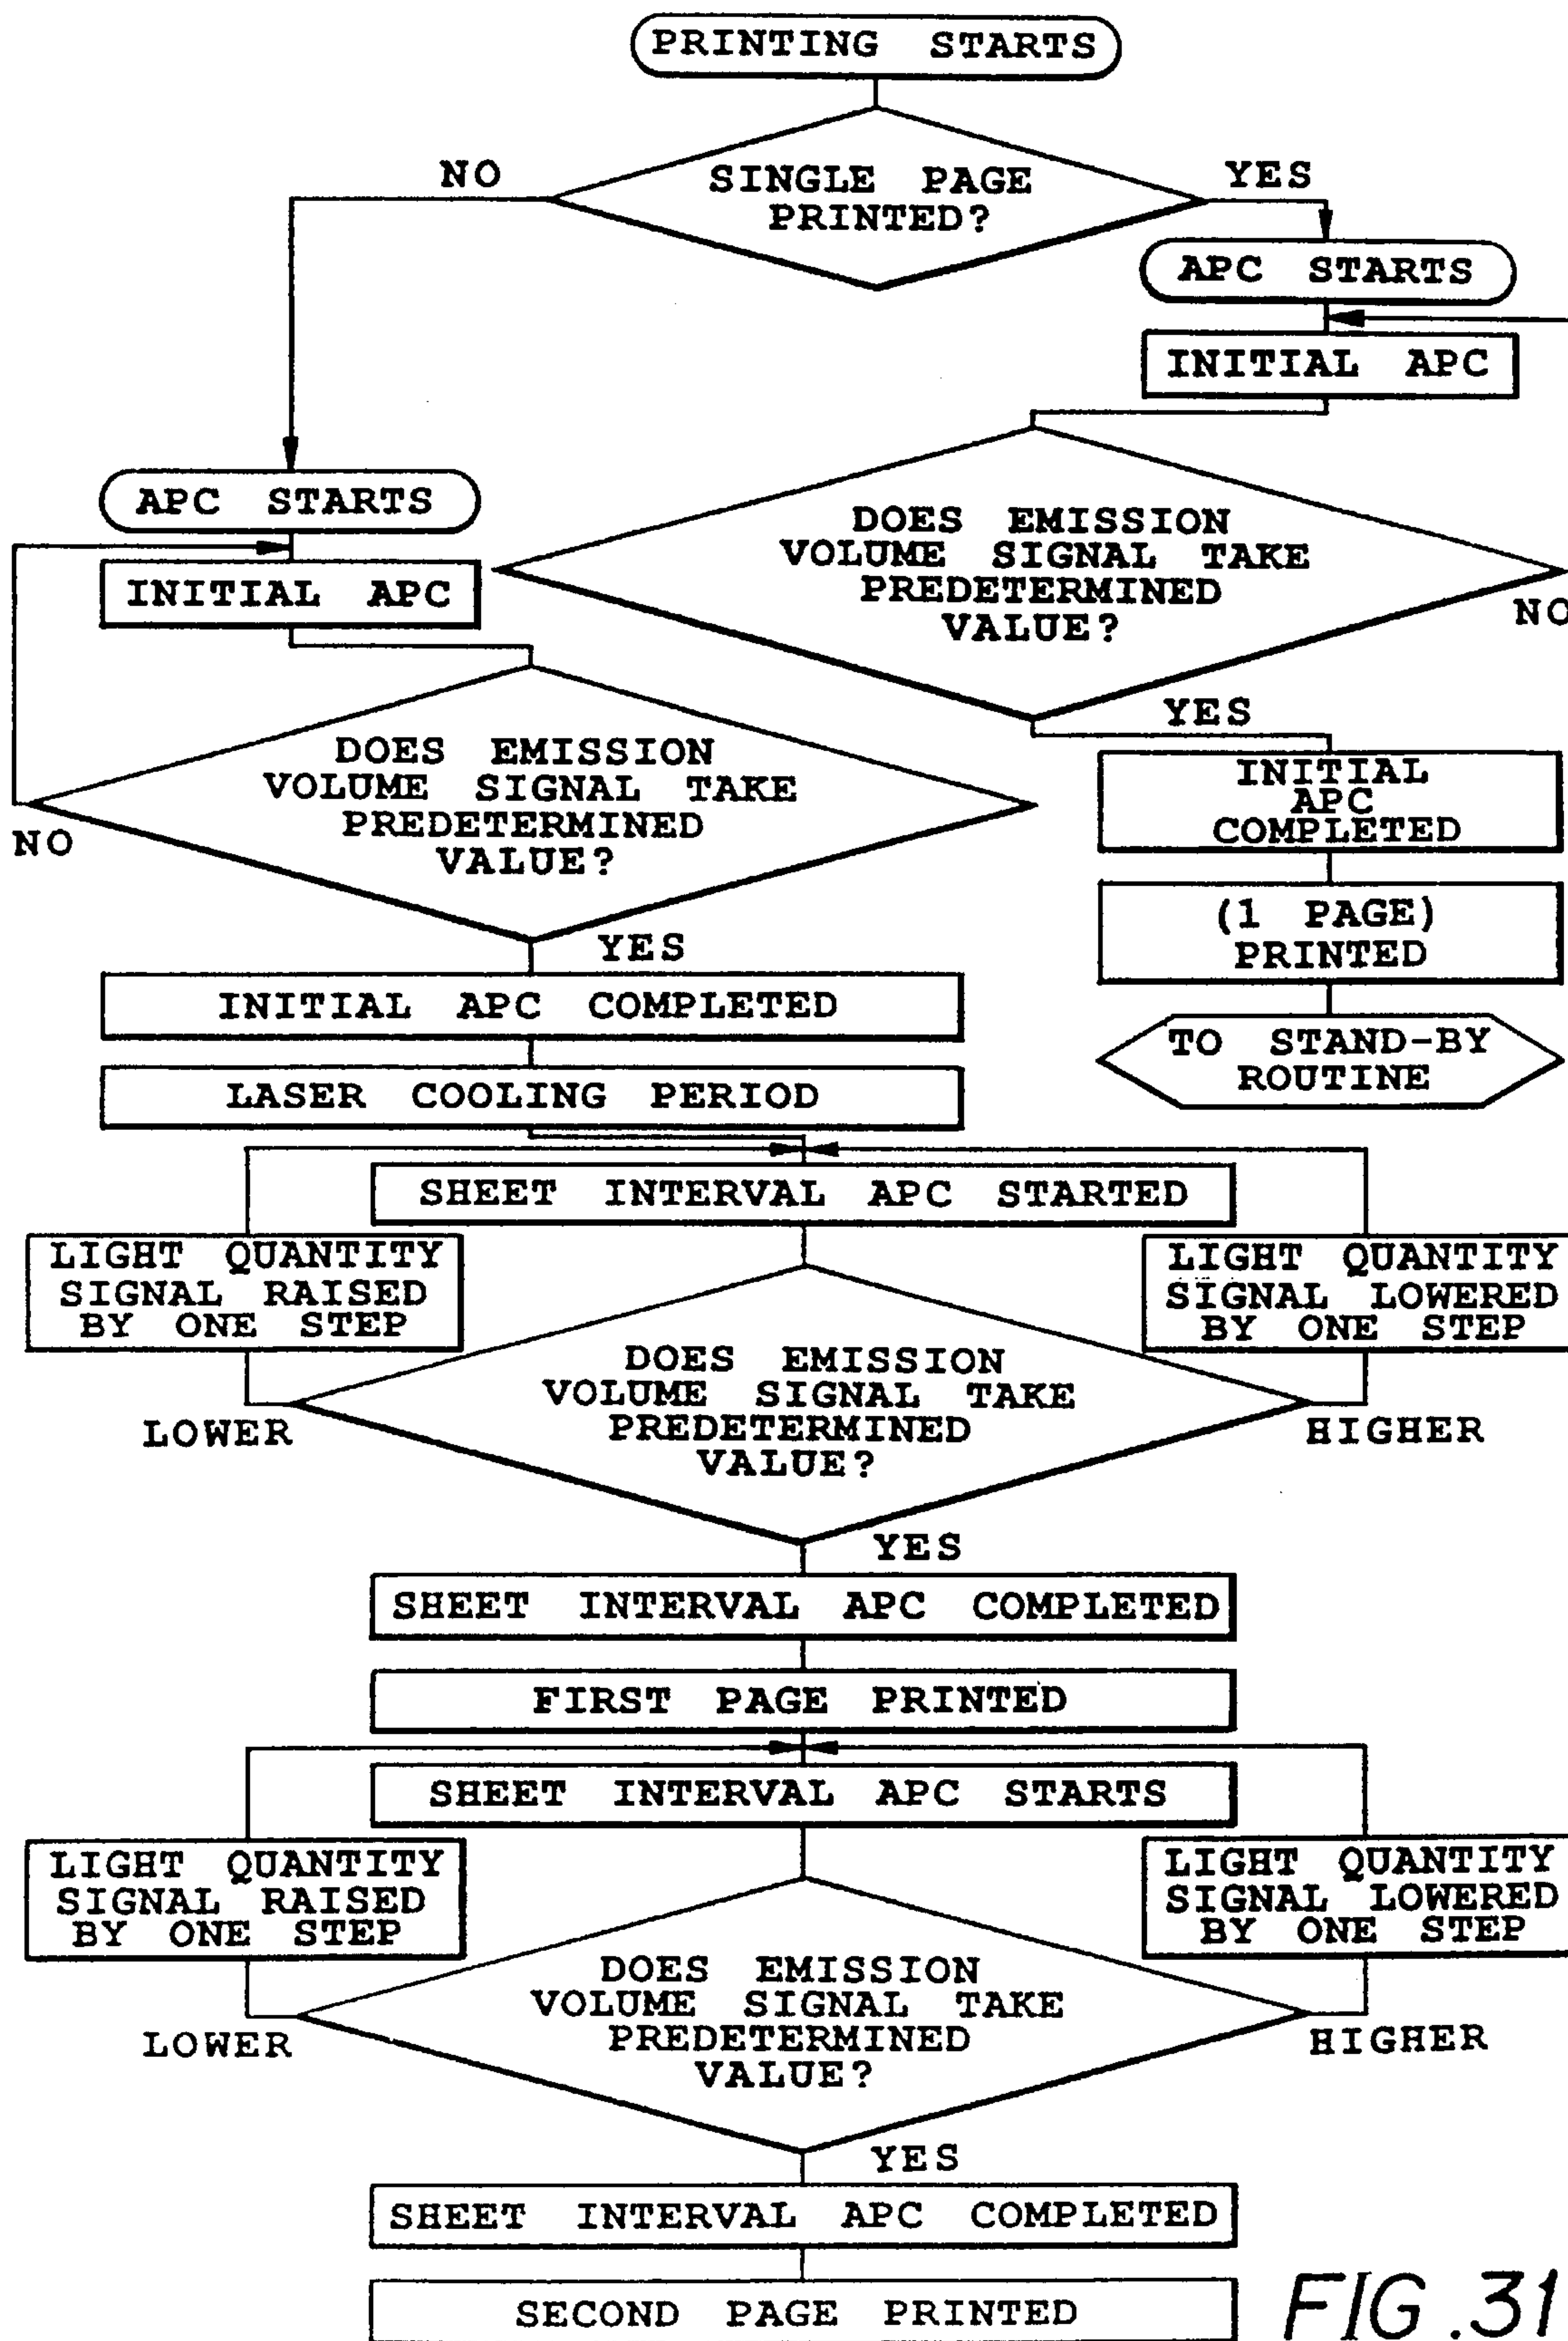 PRINTING STARTS
SINGLE PAGE
PRINTED?
NO
YES
APC STARTS
INITIAL APC
DOES EMISSION
VOLUME SIGNAL TAKE
PREDETERMINED
VALUE?
NO
YES
INITIAL
APC
COMPLETED
(1 PAGE)
PRINTED
TO STAND-BY
ROUTINE
APC STARTS
INITIAL APC
DOES EMISSION
VOLUME SIGNAL TAKE
PREDETERMINED
VALUE?
NO
YES
INITIAL APC COMPLETED
LASER COOLING PERIOD
SHEET INTERVAL APC STARTED
LIGHT QUANTITY
SIGNAL RAISED
BY ONE STEP
LIGHT QUANTITY
SIGNAL LOWERED
BY ONE STEP
DOES EMISSION
VOLUME SIGNAL TAKE
PREDETERMINED
VALUE?
LOWER
HIGHER
YES
SHEET INTERVAL APC COMPLETED
FIRST PAGE PRINTED
SHEET INTERVAL APC STARTS
LIGHT QUANTITY
SIGNAL RAISED
BY ONE STEP
LIGHT QUANTITY
SIGNAL LOWERED
BY ONE STEP
DOES EMISSION
VOLUME SIGNAL TAKE
PREDETERMINED
VALUE?
LOWER
HIGHER
YES
SHEET INTERVAL APC COMPLETED
SECOND PAGE PRINTED
FIG.31